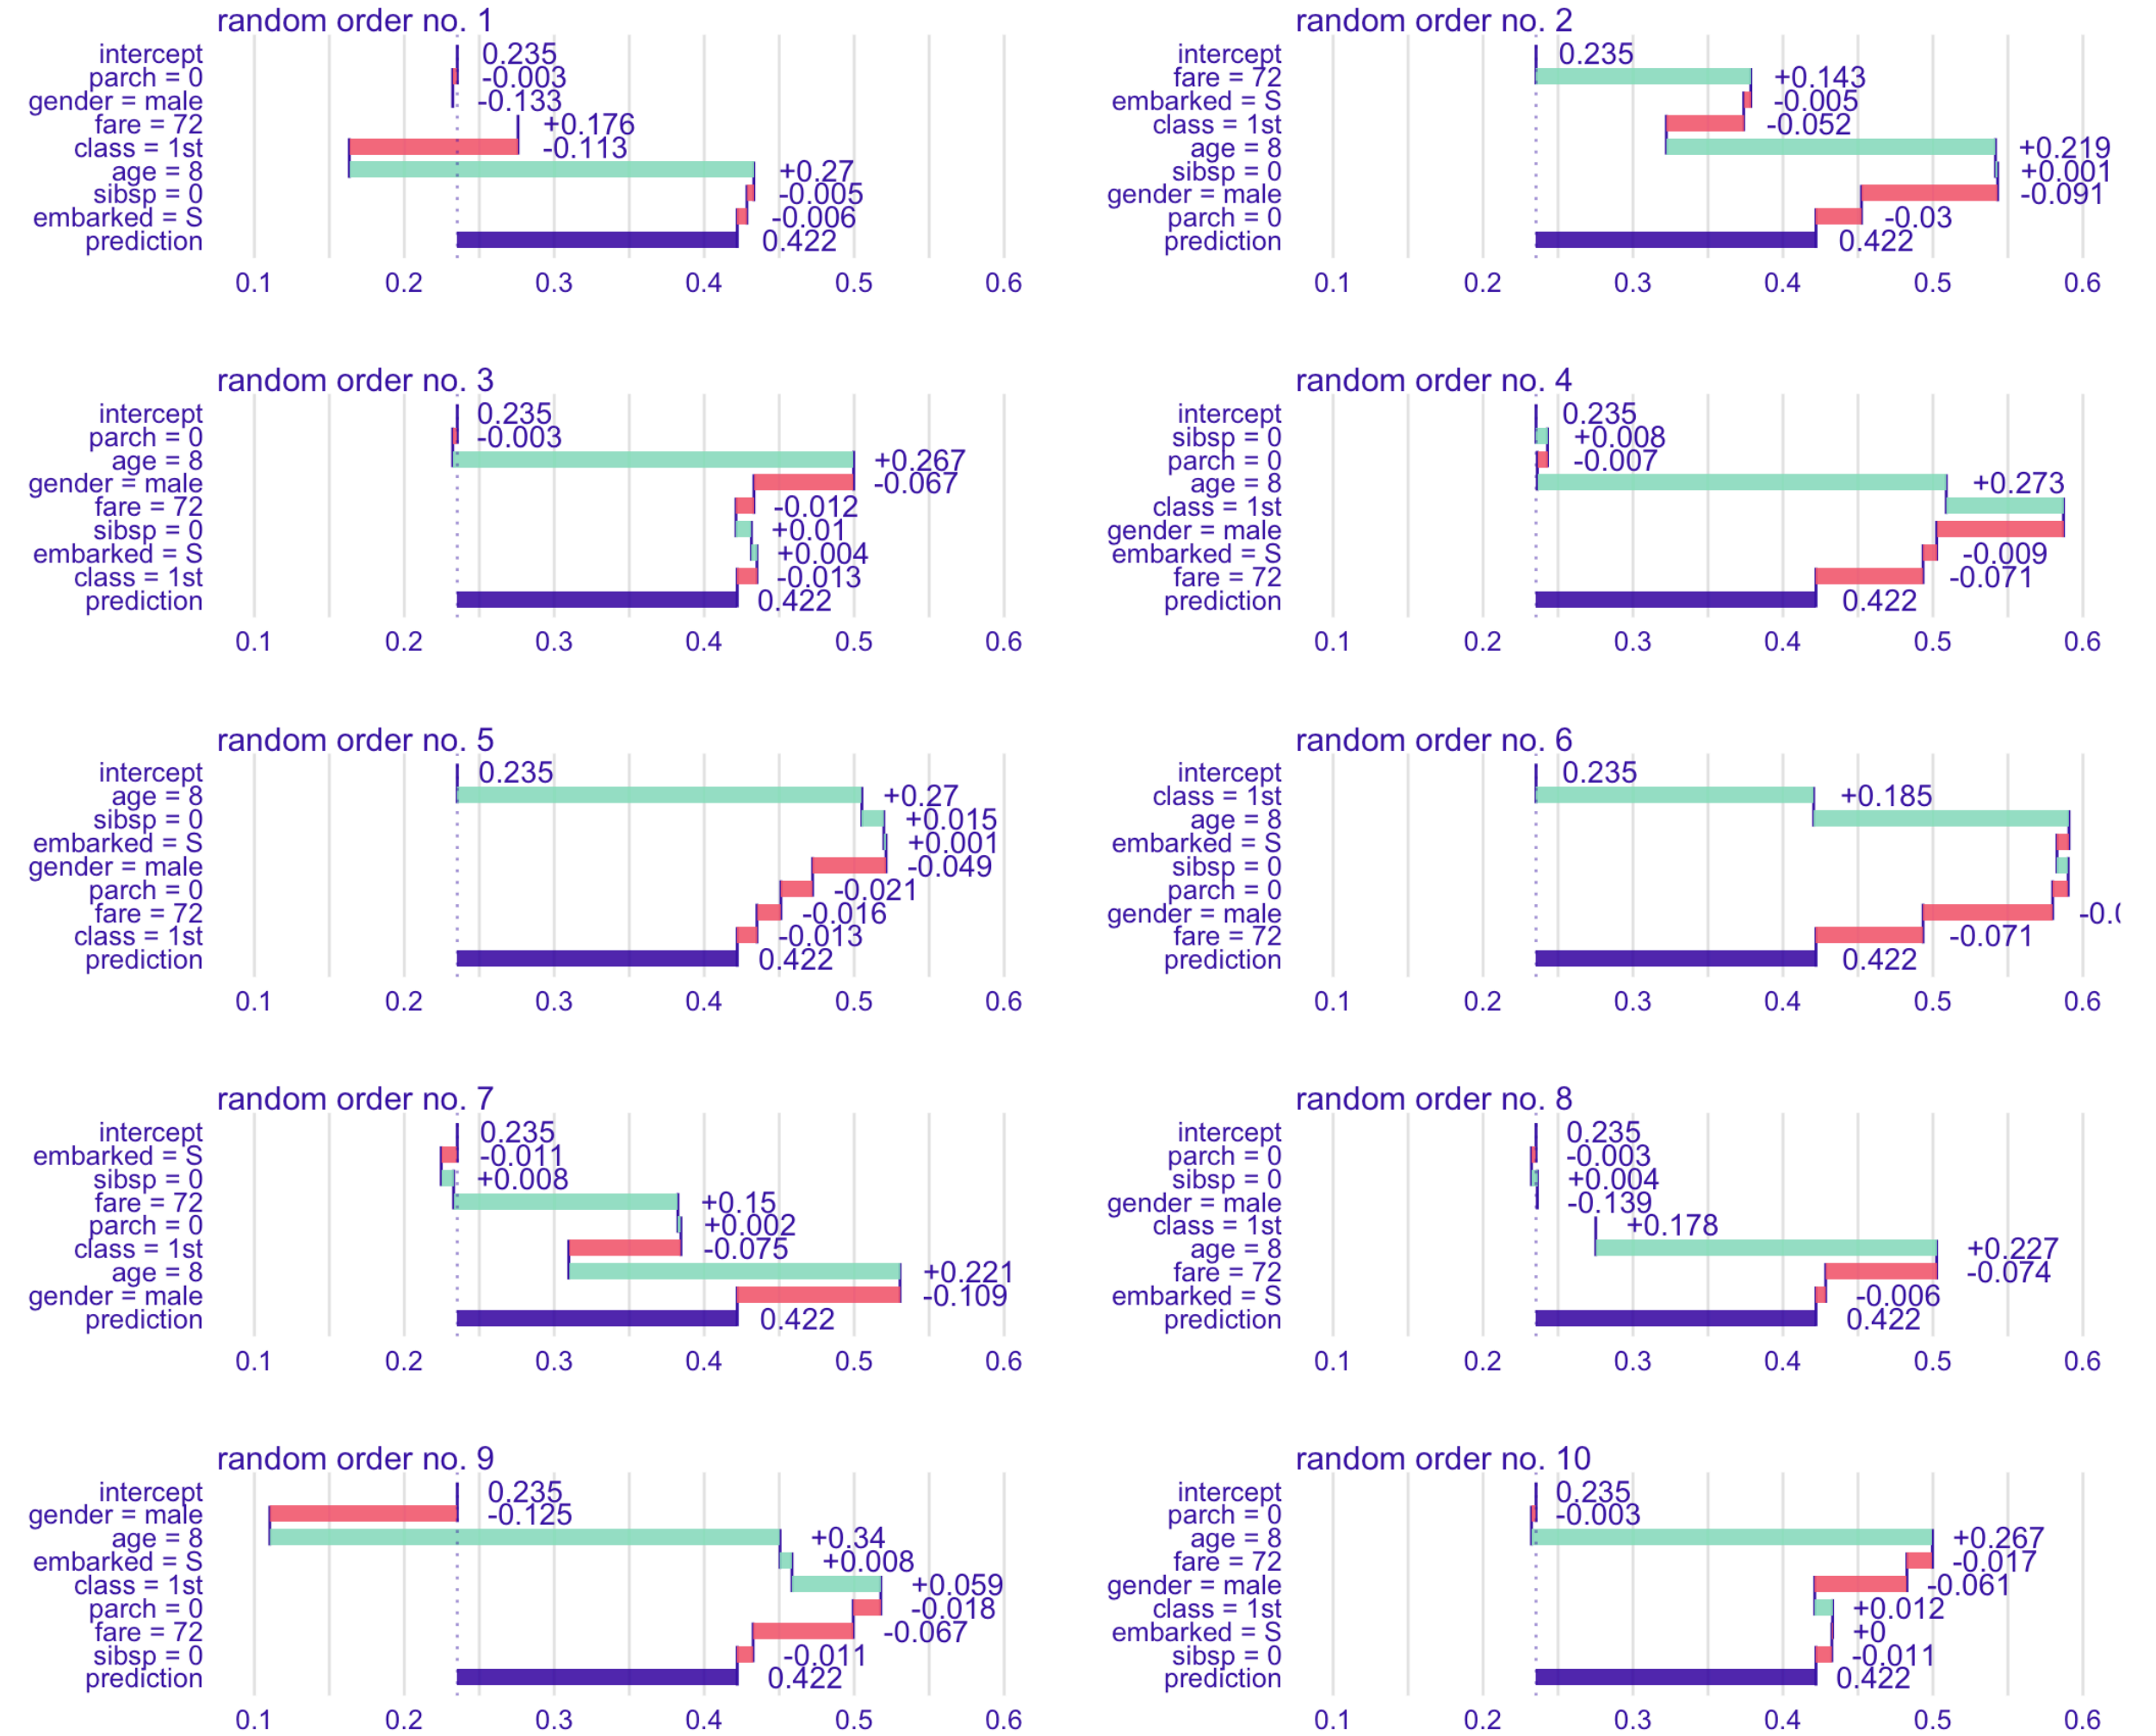 random order no. 1
intercept 0.235
parch = 0 -0.003
gender = male -0.133
fare = 72 +0.176
class = 1st -0.113
age = 8 +0.27
sibsp = 0 -0.005
embarked = S -0.006
prediction 0.422
0.1 0.2 0.3 0.4 0.5 0.6
random order no. 2
intercept 0.235
fare = 72 +0.143
embarked = S -0.005
class = 1st -0.052
age = 8 +0.219
sibsp = 0 +0.001
gender = male -0.091
parch = 0 -0.03
prediction 0.422
0.1 0.2 0.3 0.4 0.5 0.6
random order no. 3
intercept 0.235
parch = 0 -0.003
age = 8 +0.267
gender = male -0.067
fare = 72 -0.012
sibsp = 0 +0.01
embarked = S +0.004
class = 1st -0.013
prediction 0.422
0.1 0.2 0.3 0.4 0.5 0.6
random order no. 4
intercept 0.235
sibsp = 0 +0.008
parch = 0 -0.007
age = 8 +0.273
class = 1st
gender = male
embarked = S -0.009
fare = 72 -0.071
prediction 0.422
0.1 0.2 0.3 0.4 0.5 0.6
random order no. 5
intercept 0.235
age = 8 +0.27
sibsp = 0 +0.015
embarked = S +0.001
gender = male -0.049
parch = 0 -0.021
fare = 72 -0.016
class = 1st -0.013
prediction 0.422
0.1 0.2 0.3 0.4 0.5 0.6
random order no. 6
intercept 0.235
class = 1st +0.185
age = 8
embarked = S
sibsp = 0
parch = 0
gender = male
fare = 72 -0.071
prediction 0.422
0.1 0.2 0.3 0.4 0.5 0.6
random order no. 7
intercept 0.235
embarked = S -0.011
sibsp = 0 +0.008
fare = 72 +0.15
parch = 0 +0.002
class = 1st -0.075
age = 8 +0.221
gender = male -0.109
prediction 0.422
0.1 0.2 0.3 0.4 0.5 0.6
random order no. 8
intercept 0.235
parch = 0 -0.003
sibsp = 0 +0.004
gender = male -0.139
class = 1st +0.178
age = 8 +0.227
fare = 72 -0.074
embarked = S -0.006
prediction 0.422
0.1 0.2 0.3 0.4 0.5 0.6
random order no. 9
intercept 0.235
gender = male -0.125
age = 8 +0.34
embarked = S +0.008
class = 1st +0.059
parch = 0 -0.018
fare = 72 -0.067
sibsp = 0 -0.011
prediction 0.422
0.1 0.2 0.3 0.4 0.5 0.6
random order no. 10
intercept 0.235
parch = 0 -0.003
age = 8 +0.267
fare = 72 -0.017
gender = male -0.061
class = 1st +0.012
embarked = S +0
sibsp = 0 -0.011
prediction 0.422
0.1 0.2 0.3 0.4 0.5 0.6